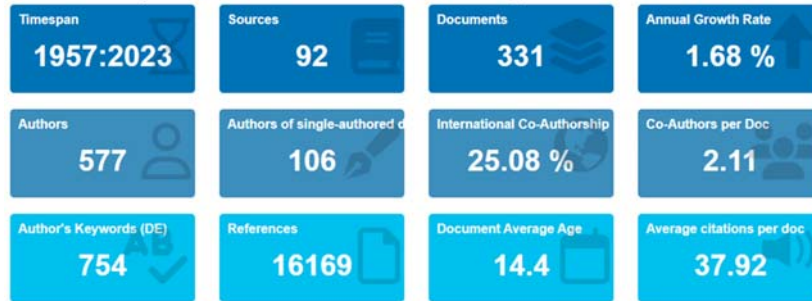 Timespan
1957:2023
Sources
92
Documents
331
Annual Growth Rate
1.68 %
Authors
577
Authors of single-authored d
106
International Co-Authorship
25.08 %
Co-Authors per Doc
2.11
Author's Keywords (DE)
AB
754
References
16169
Document Average Age
14.4
Average citations per doc
37.92